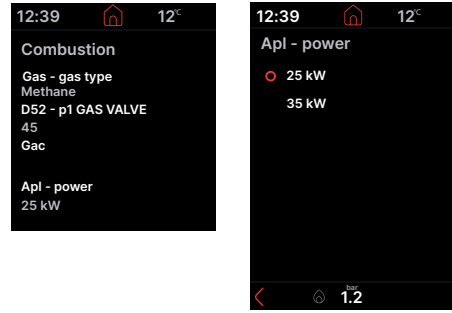 12:39
12°C
Combustion
Gas - gas type
Methane
D52 - p1 GAS VALVE
45
Gac
Apl - power
25 kW
12:39
12°C
Apl - power
25 kW
35 kW
bar
1.2